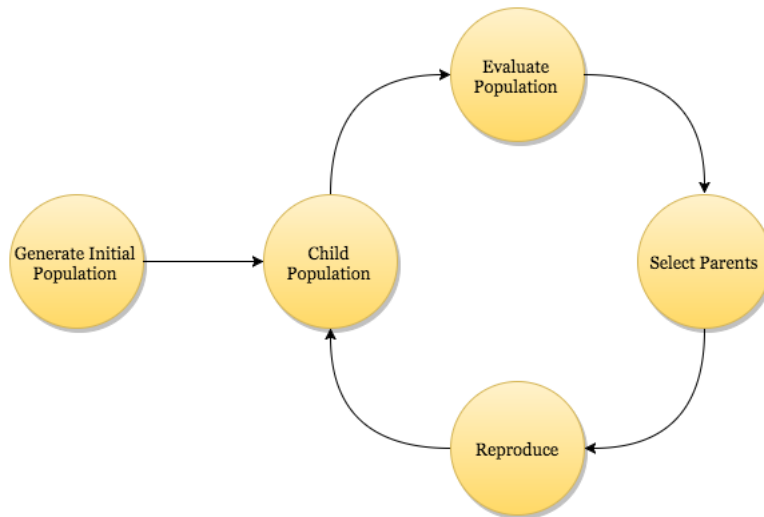 Evaluate
Population
Generate Initial
Population
Child
Population
Select Parents
Reproduce